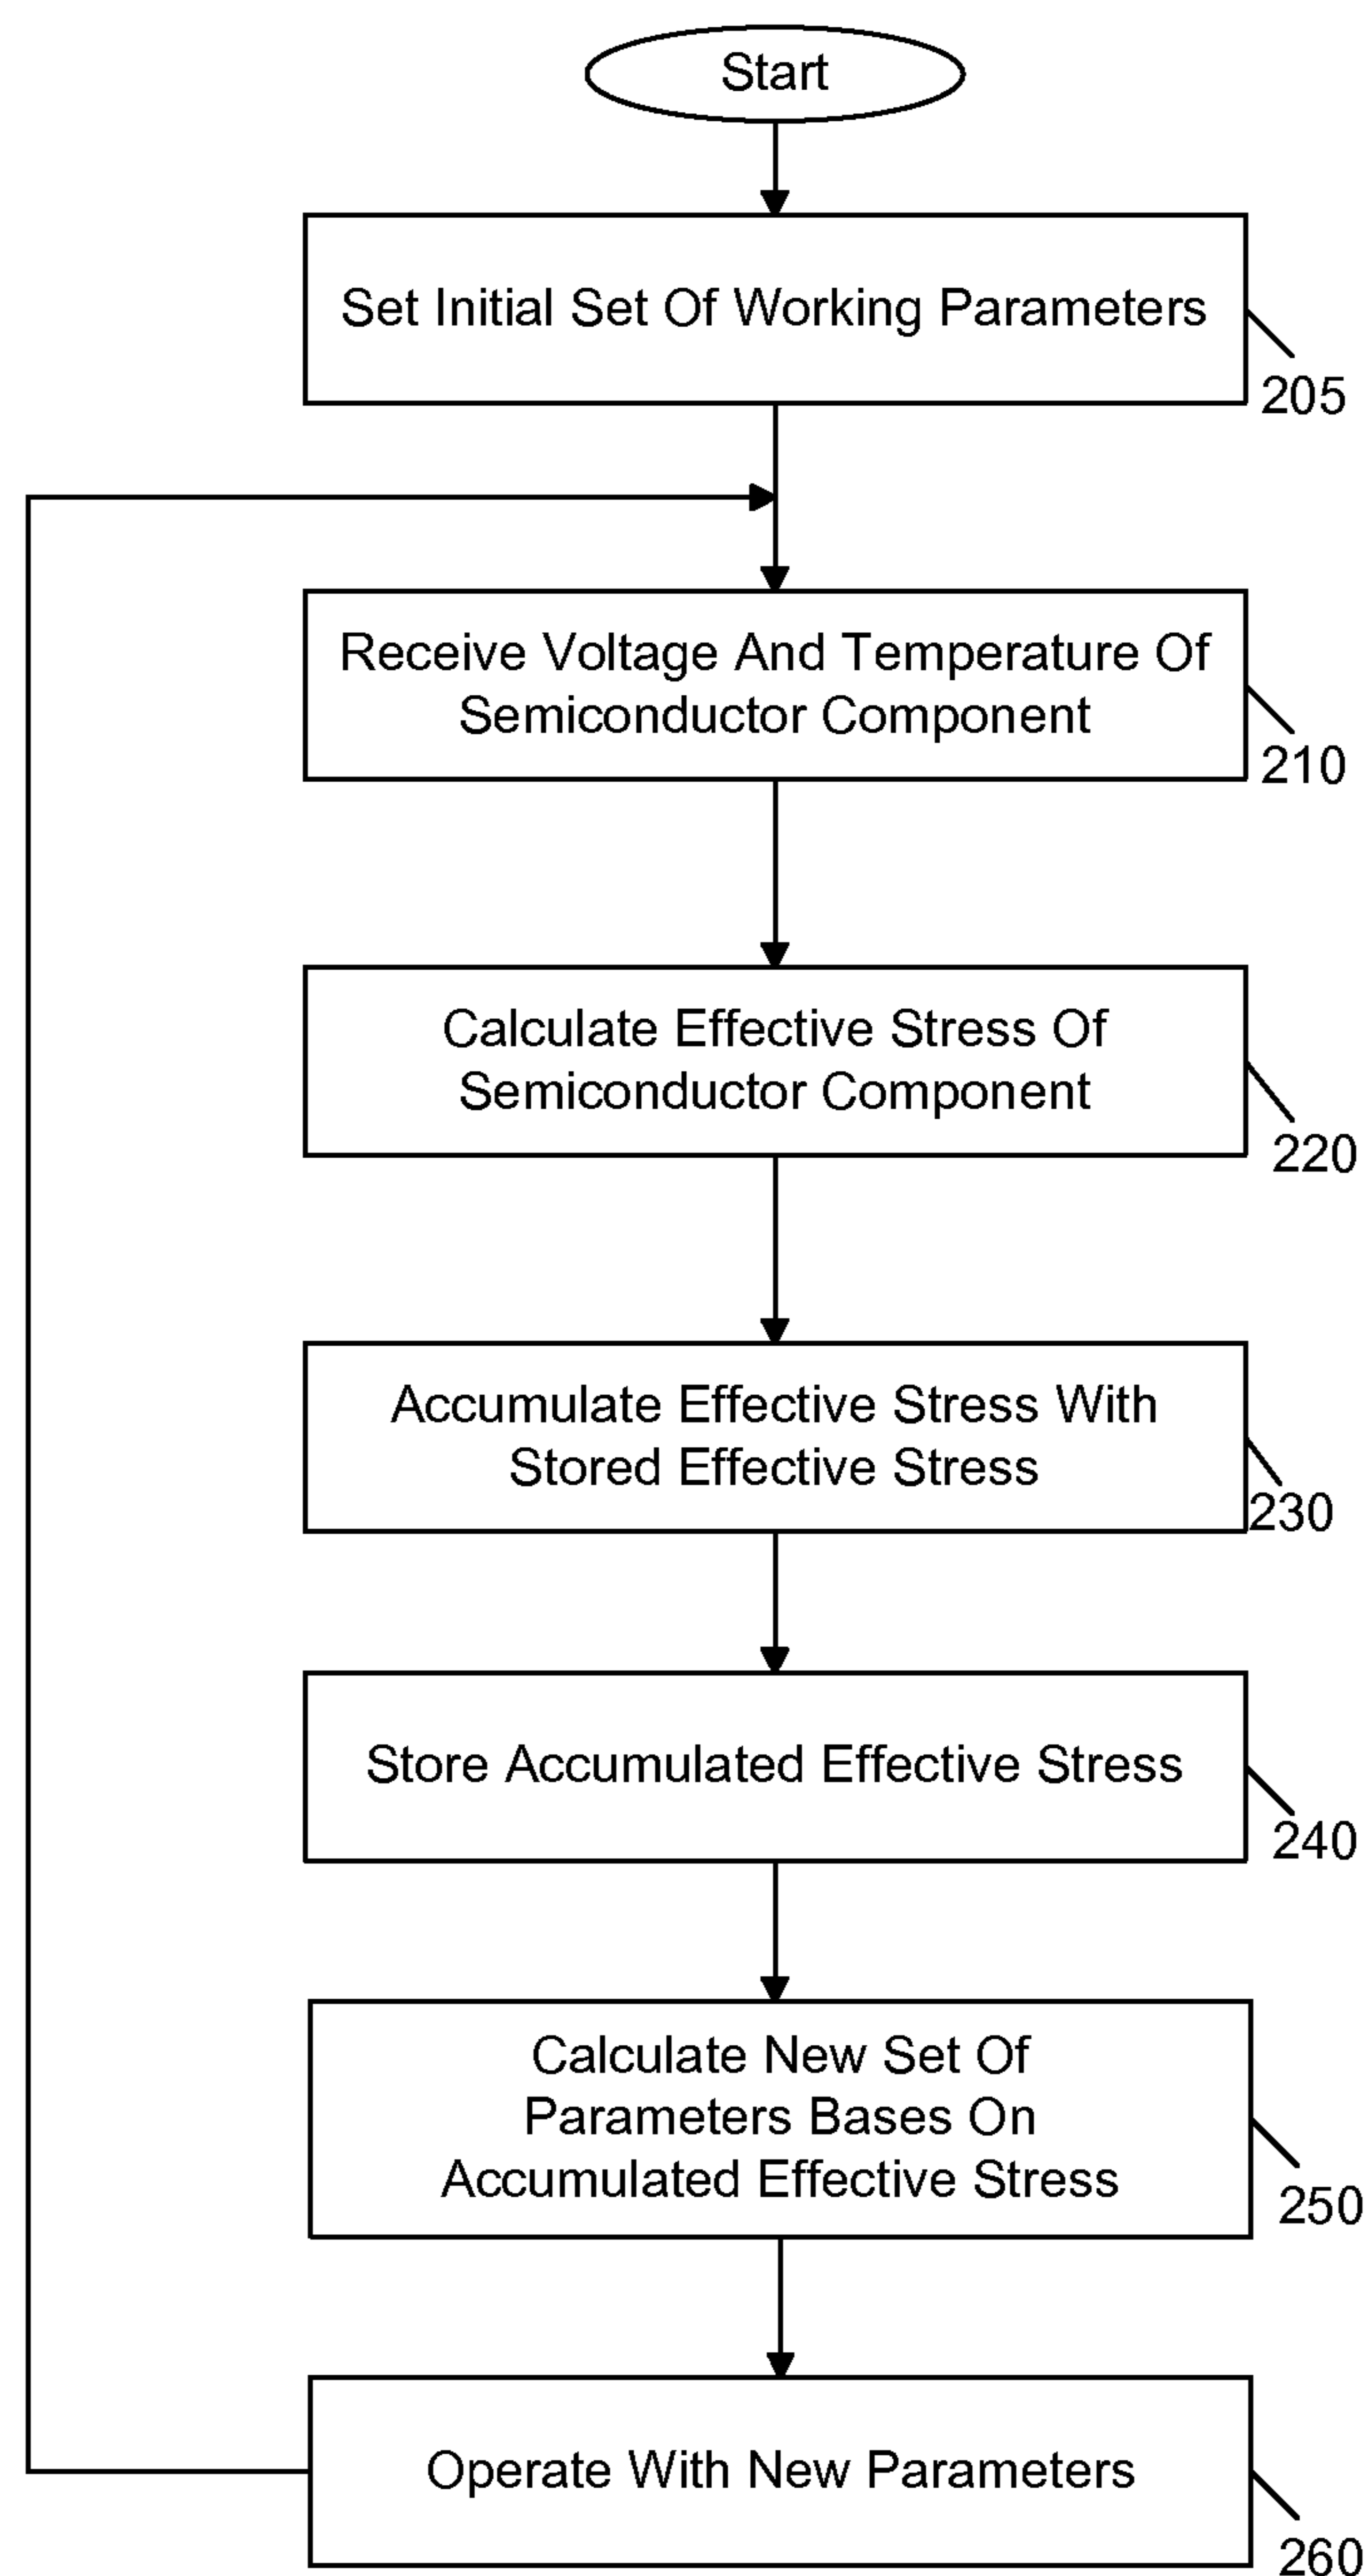 Start
Set Initial Set Of Working Parameters
205
Receive Voltage And Temperature Of
Semiconductor Component
210
Calculate Effective Stress Of
Semiconductor Component
220
Accumulate Effective Stress With
Stored Effective Stress
230
Store Accumulated Effective Stress
240
Calculate New Set Of
Parameters Bases On
Accumulated Effective Stress
250
Operate With New Parameters
260